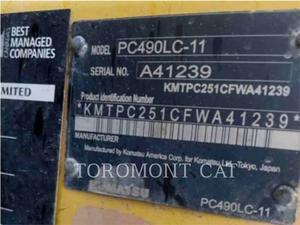 BEST
MANAGED
COMPANIES
LIMITED
MODEL PC490LC-11
SERIAL NO. A41239
KMTPC251CFWA41239
Product Identification Number
*KMTPC251CFWA41239*
MANUFACTURER
Manufactured by Komatsu America Corp. for Komatsu Ltd., Tokyo, Japan
TOROMONT CAT
KOMATSU
PC490LC-11